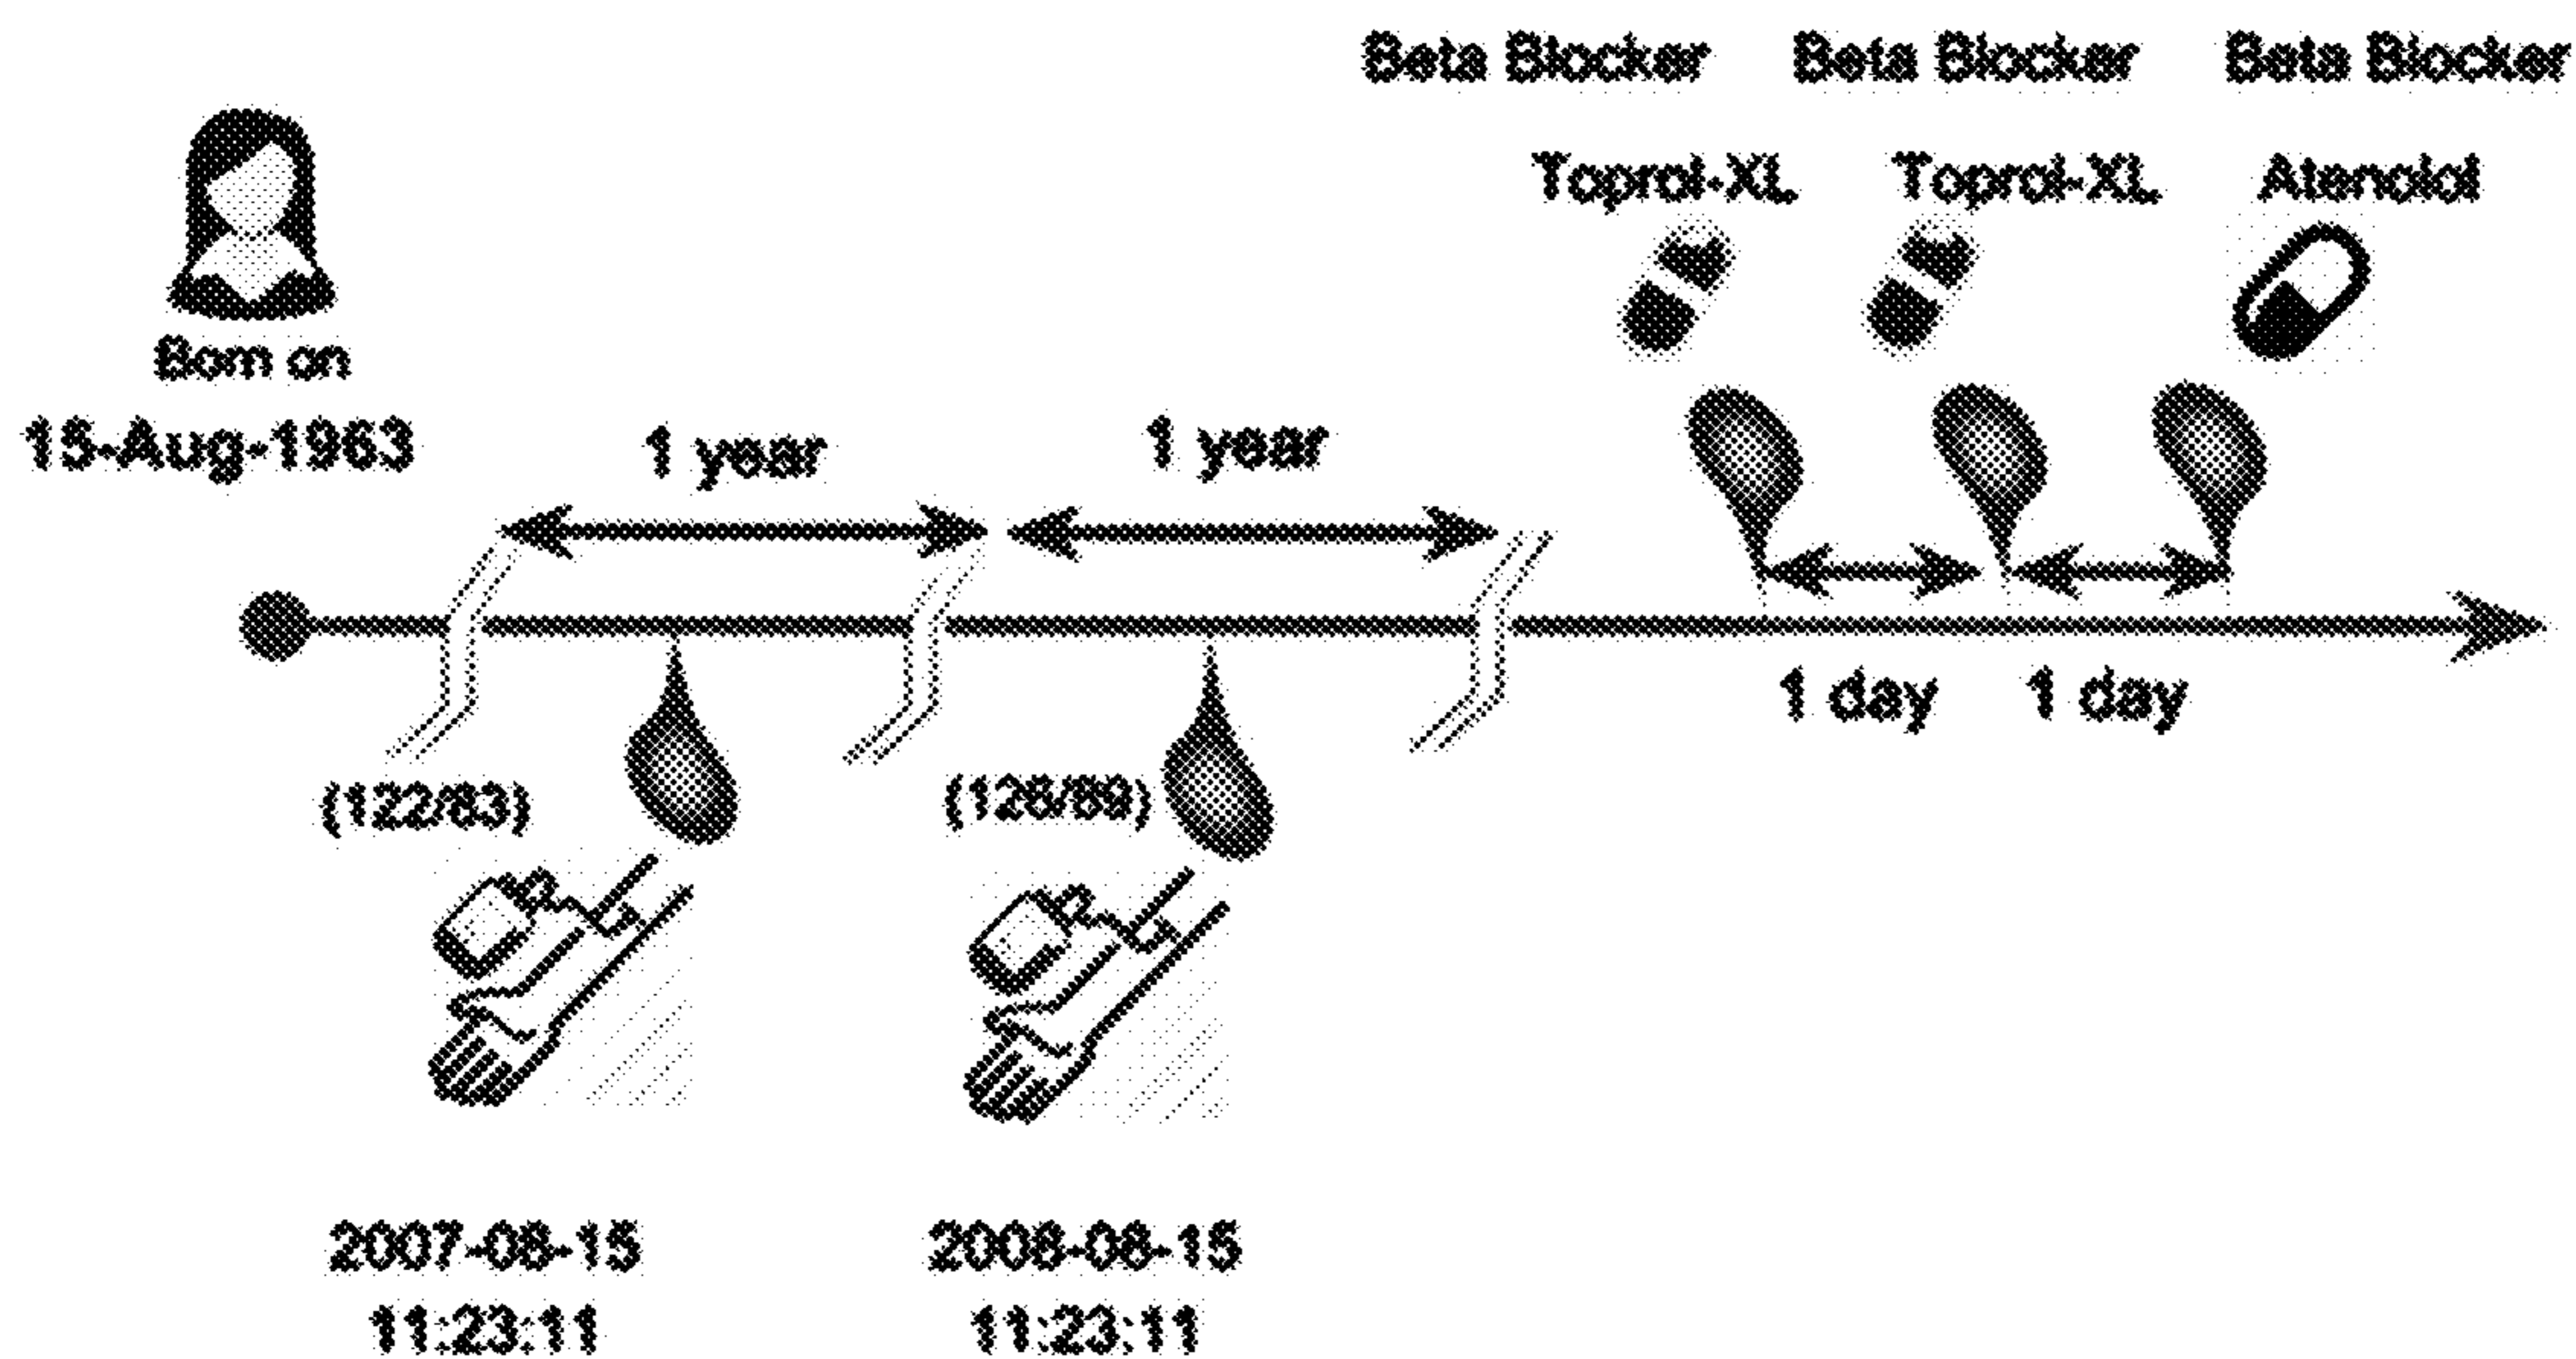 Beta Blocker Beta Blocker Beta Blocker
Toprol-XL Toprol-XL Atenolol
Born on
15-Aug-1963
1 year 1 year
1 day 1 day
(122/83) (126/89)
2007-08-15 2008-08-15
11:23:11 11:23:11